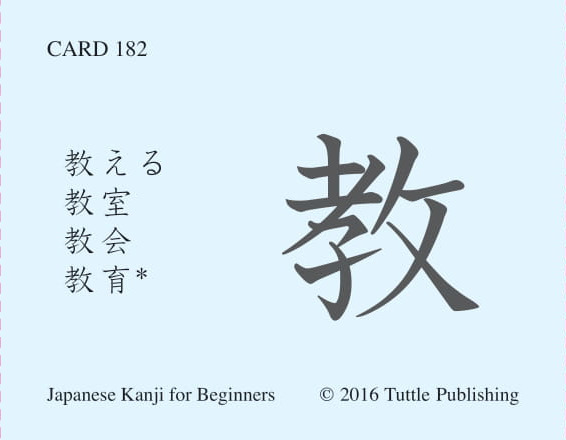 CARD 182
教える
教室
教会
教育*
教
Japanese Kanji for Beginners © 2016 Tuttle Publishing